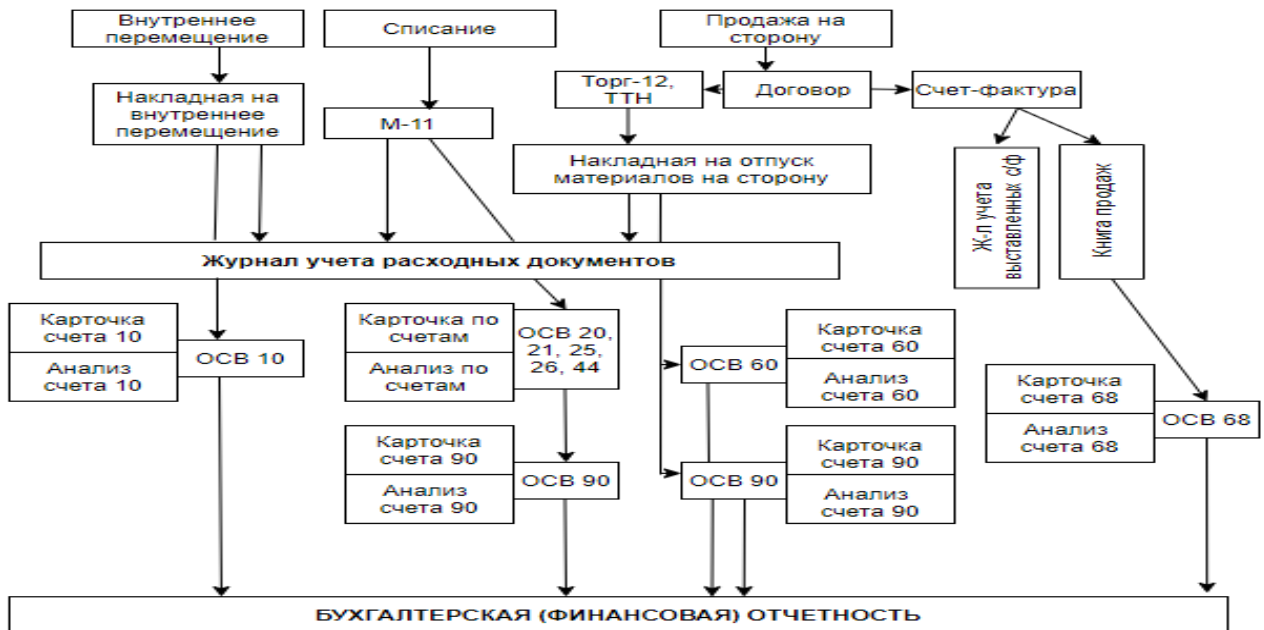 Внутреннее
перемещение
Списание
Продажа на
сторону
Накладная на
внутреннее
перемещение
М-11
Торг-12,
ТТН
Договор
Счет-фактура
Накладная на отпуск
материалов на сторону
Ж-л учета
выставленных с/ф
Книга продаж
Журнал учета расходных документов
Карточка
счета 10
Анализ
счета 10
ОСВ 10
Карточка по
счетам
Анализ по
счетам
ОСВ 20,
21, 25,
26, 44
ОСВ 60
Карточка
счета 60
Анализ
счета 60
Карточка
счета 68
Анализ
счета 68
ОСВ 68
Карточка
счета 90
Анализ
счета 90
ОСВ 90
ОСВ 90
Карточка
счета 90
Анализ
счета 90
БУХГАЛТЕРСКАЯ (ФИНАНСОВАЯ) ОТЧЕТНОСТЬ